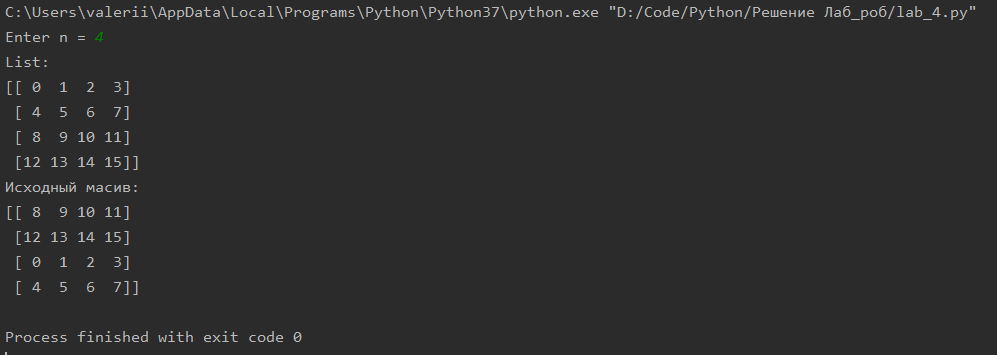 C:\Users\valerii\AppData\Local\Programs\Python\Python37\python.exe "D:/Code/Python/Решение Лаб_роб/lab_4.py"
Enter n = 4
List:
[[ 0  1  2  3]
 [ 4  5  6  7]
 [ 8  9 10 11]
 [12 13 14 15]]
Исходный масив:
[[ 8  9 10 11]
 [12 13 14 15]
 [ 0  1  2  3]
 [ 4  5  6  7]]
Process finished with exit code 0